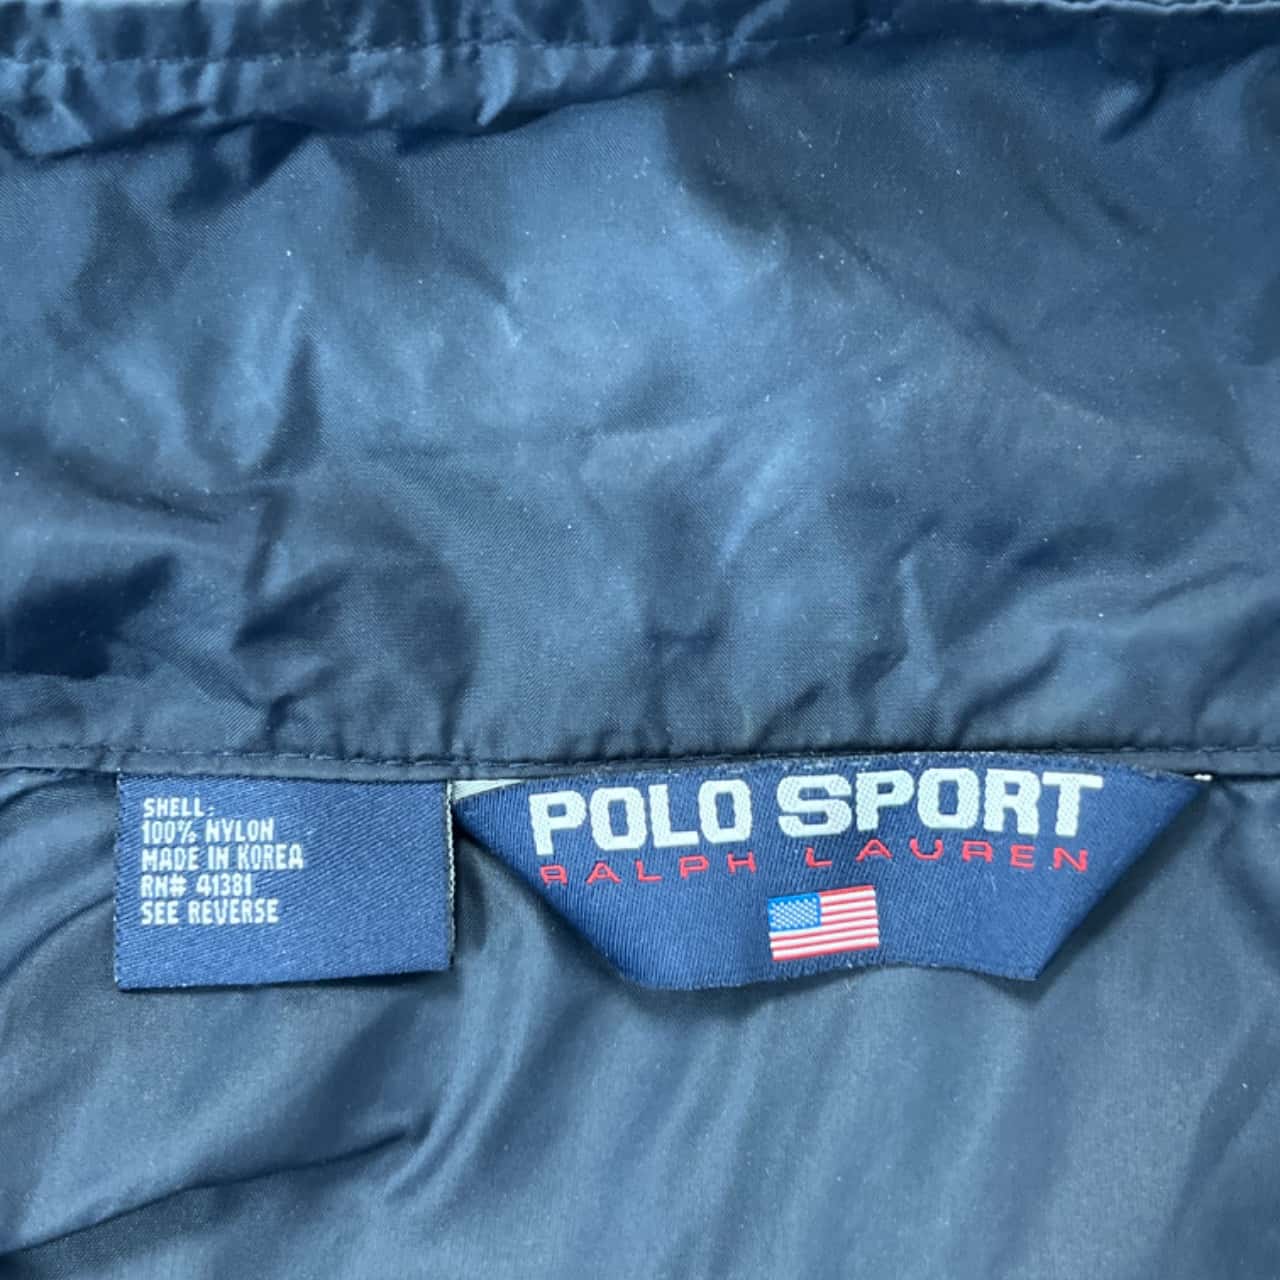 SHELL:
100% NYLON
MADE IN KOREA
RN# 41381
SEE REVERSE
POLO SPORT
RALPH LAUREN